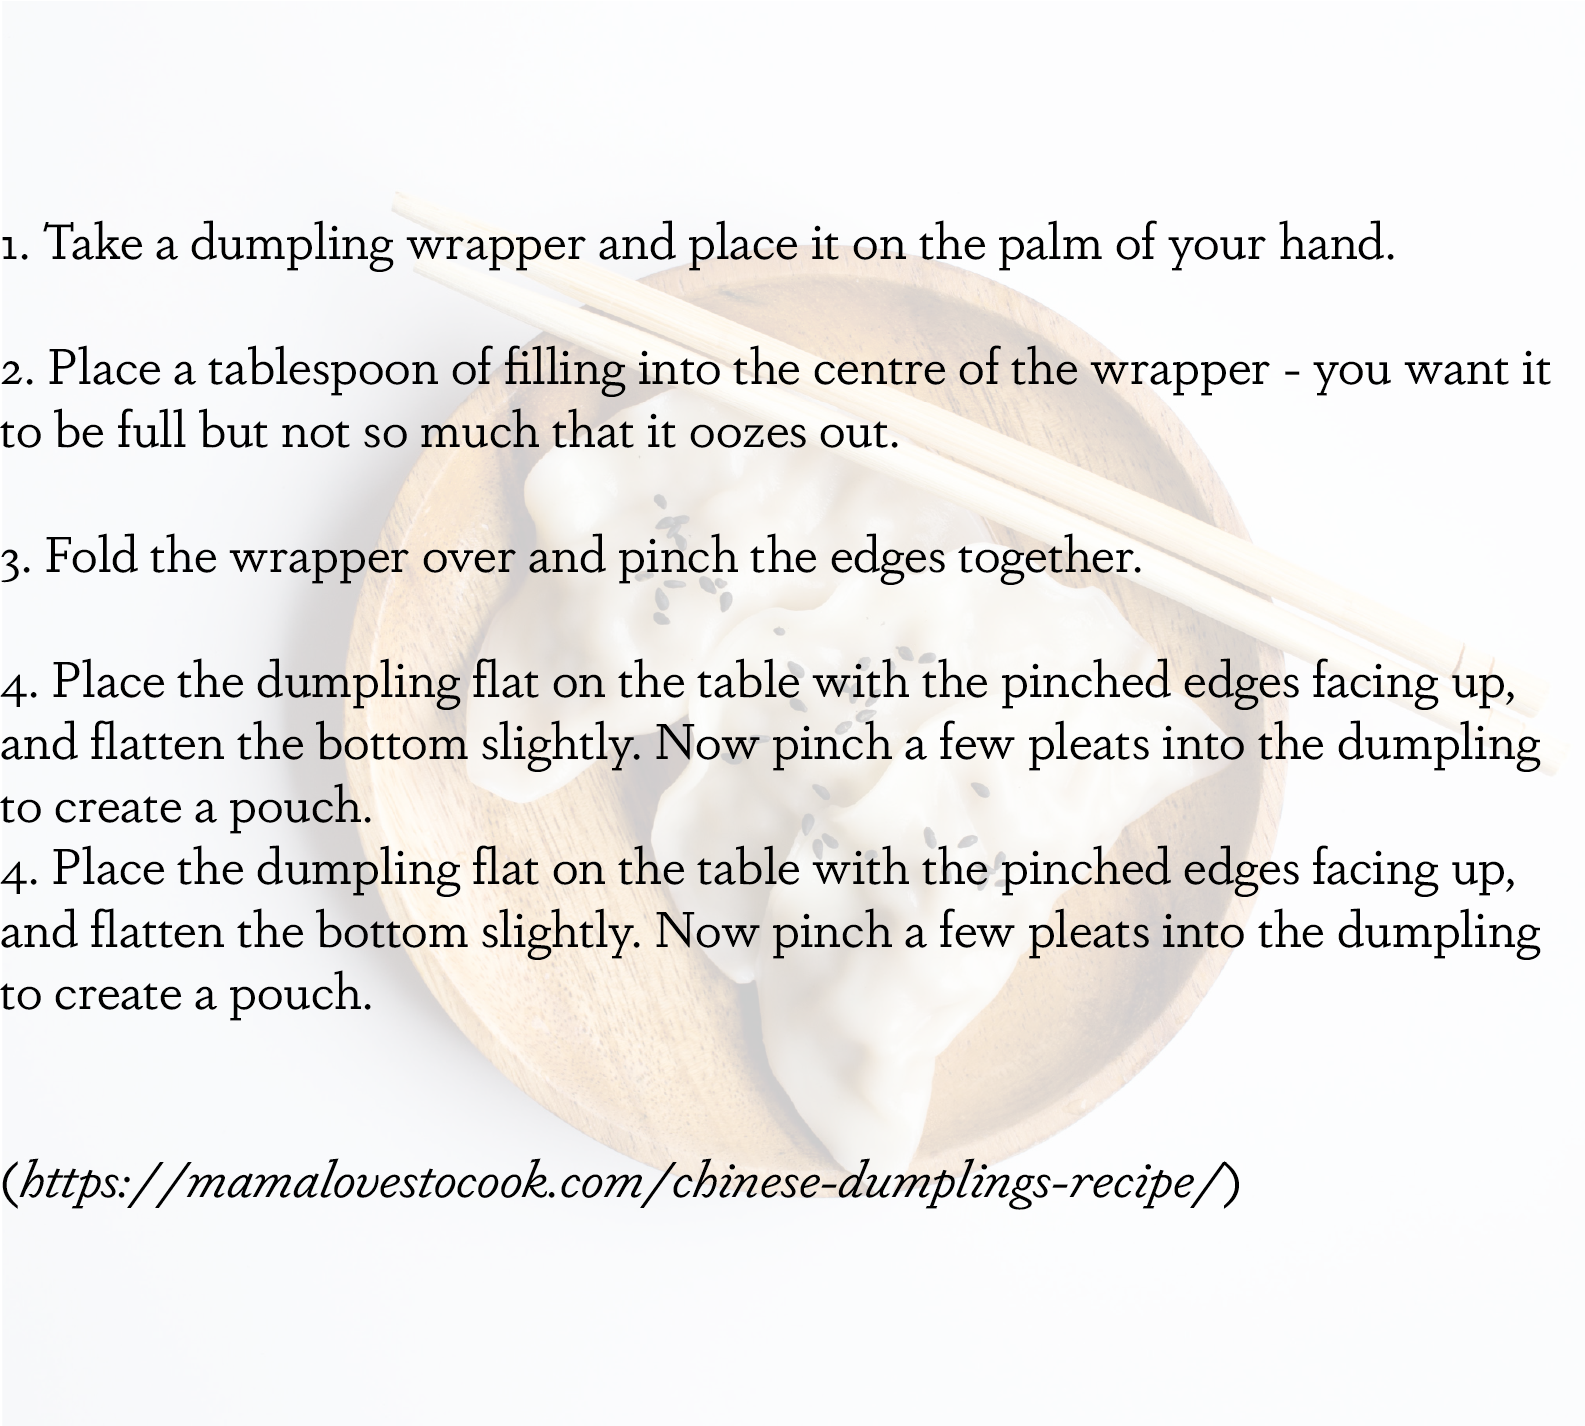 1. Take a dumpling wrapper and place it on the palm of your hand.
2. Place a tablespoon of filling into the centre of the wrapper - you want it
to be full but not so much that it oozes out.
3. Fold the wrapper over and pinch the edges together.
4. Place the dumpling flat on the table with the pinched edges facing up,
and flatten the bottom slightly. Now pinch a few pleats into the dumpling
to create a pouch.
4. Place the dumpling flat on the table with the pinched edges facing up,
and flatten the bottom slightly. Now pinch a few pleats into the dumpling
to create a pouch.
(https://mamalovestocook.com/chinese-dumplings-recipe/)